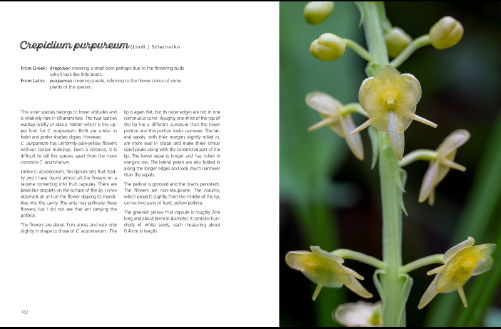 Crepidium purpureum (Lindl.) Szlachetko
From Greek: krepidion meaning a small boot perhaps due to the flowering buds
which look like little boots.
From Latin: purpureus meaning purple, referring to the flower colour of some
plants of this species.
This sister species belongs to lower altitudes and
is relatively rare in Dharamshala. The two species
overlap briefly at about 1600m which is the up-
per limit for C. purpureum. Both are similar in
habit and prefer shaded slopes. However,
C. purpureum has uniformly pale-yellow flowers
without darker markings. From a distance, it is
difficult to tell this species apart from the more
common C. acuminatum.
Unlike C. acuminatum, this species sets fruit read-
ily and I have found almost all the flowers on a
raceme converting into fruit capsules. There are
bead-like droplets on the surface of the lip. I once
observed an ant on the flower dipping its mandi-
bles into the cavity. The ants may pollinate these
flowers, but I did not see that ant carrying the
pollinia.
The flowers are about 1cm across and vary only
slightly in shape to those of C. acuminatum. The
lip is again flat, but its outer edges are not in one
continuous curve. Roughly one-third of the top of
the lip has a different curvature than the lower
portion and this portion looks narrower. The lat-
eral sepals, with their margins slightly rolled in,
are more oval in shape and make three similar
sized peaks along with the constricted part of the
lip. The dorsal sepal is longer and has rolled in
margins too. The lateral petals are also folded in
along the longer edges and look much narrower
than the sepals.
The pedicel is grooved and the bracts persistent.
The flowers are non-resupinate. The column,
which projects slightly from the middle of the lip,
carries two pairs of hard, yellow pollinia.
The greenish yellow fruit capsule is roughly 2cm
long and about 6mm in diameter. It contains hun-
dreds of white seeds, each measuring about
0.4mm in length.
102